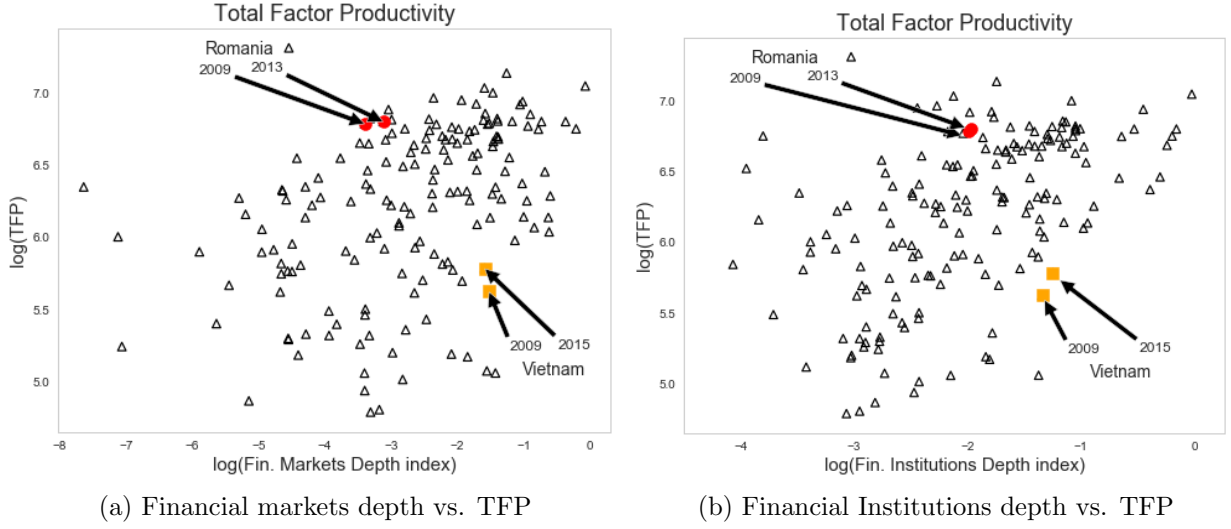 Total Factor Productivity
Romania
2009
2013
2009
2015
Vietnam
log(TFP)
7.0
6.5
6.0
5.5
5.0
−8 −7 −6 −5 −4 −3 −2 −1 0
log(Fin. Markets Depth index)
(a) Financial markets depth vs. TFP
Total Factor Productivity
Romania
2009
2013
2009
2015
Vietnam
log(TFP)
7.0
6.5
6.0
5.5
5.0
−4 −3 −2 −1 0
log(Fin. Institutions Depth index)
(b) Financial Institutions depth vs. TFP